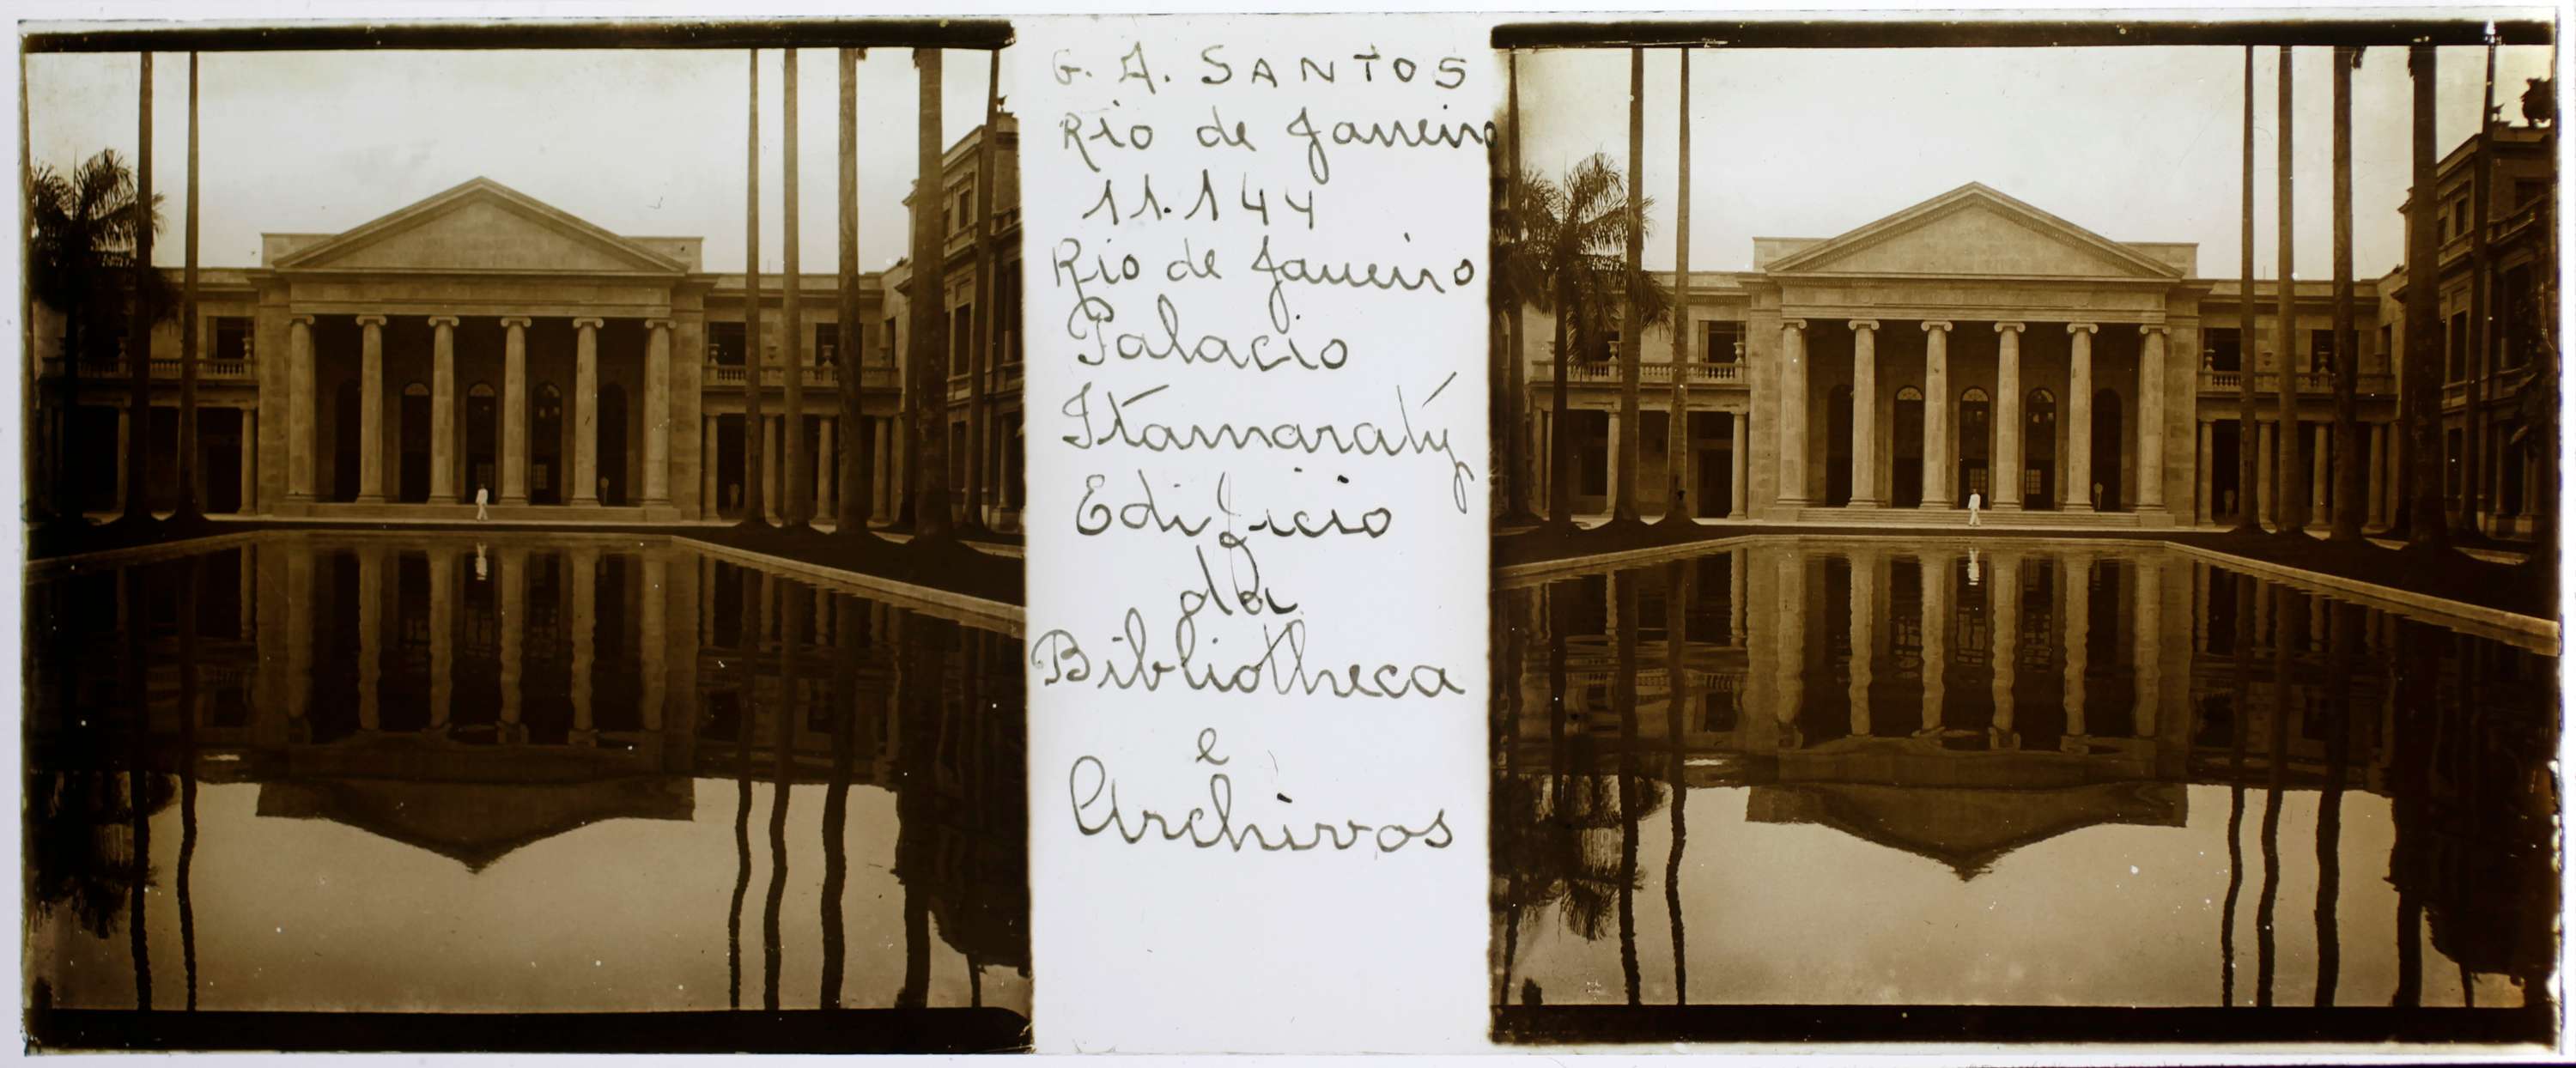 G. A. SANTOS
Rio de Janeiro
11.144
Rio de Janeiro
Palacio
Itamaraty
Edificio
da
Bibliotheca
e
Archivos